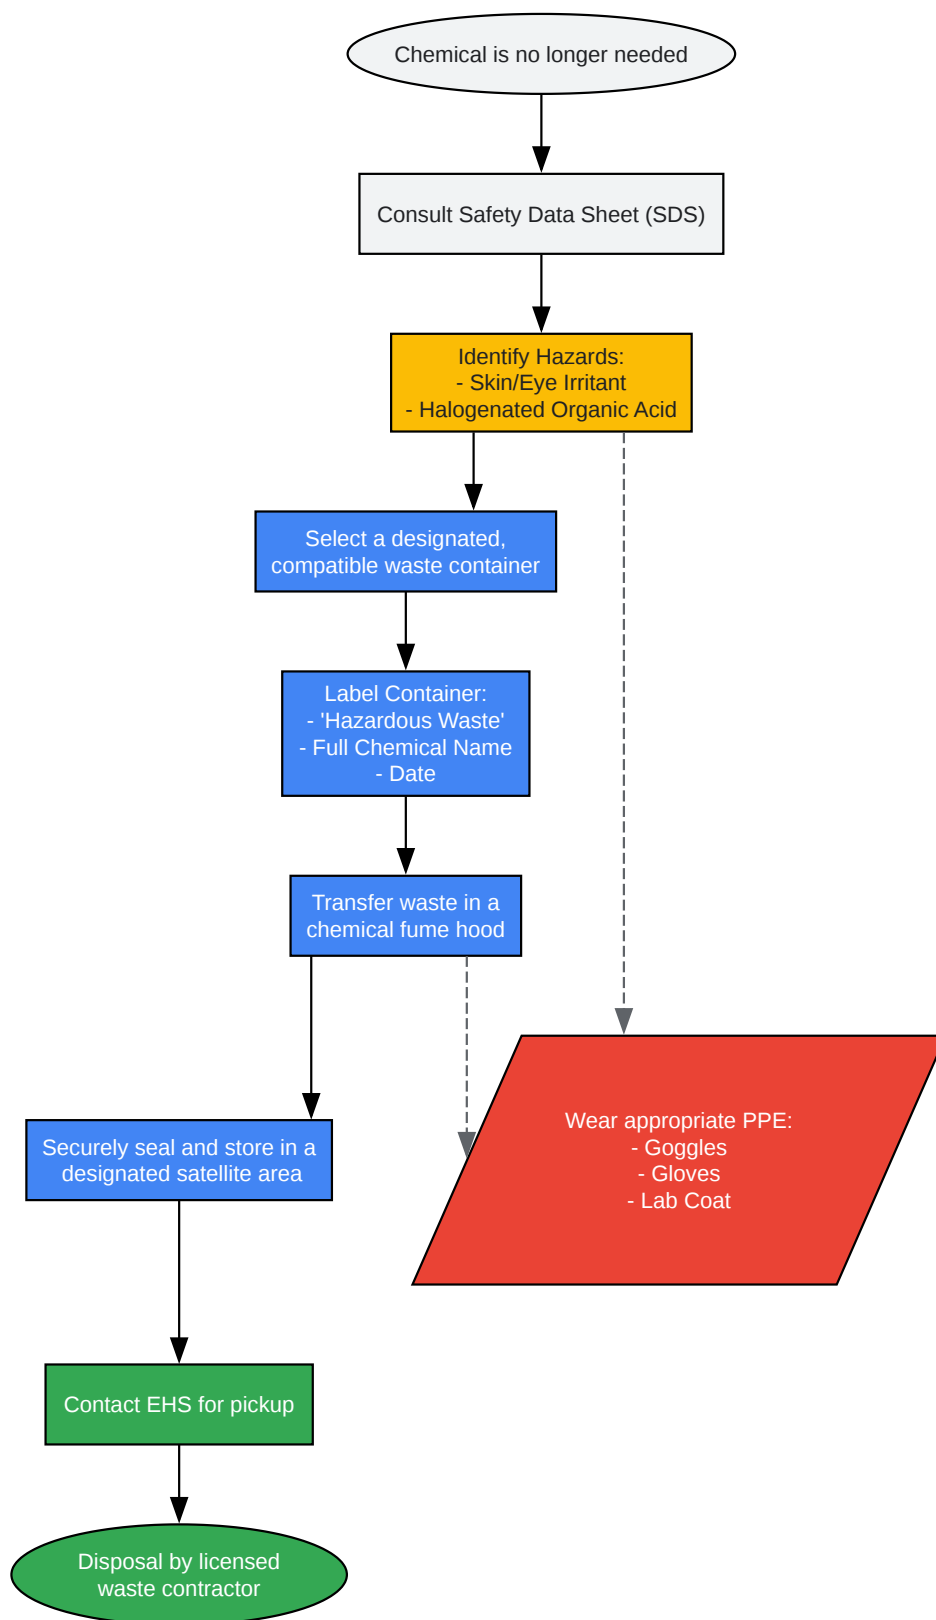 Chemical is no longer needed
Consult Safety Data Sheet (SDS)
Identify Hazards:
- Skin/Eye Irritant
- Halogenated Organic Acid
Select a designated,
compatible waste container
Label Container:
- 'Hazardous Waste'
- Full Chemical Name
- Date
Transfer waste in a
chemical fume hood
Wear appropriate PPE:
- Goggles
- Gloves
- Lab Coat
Securely seal and store in a
designated satellite area
Contact EHS for pickup
Disposal by licensed
waste contractor